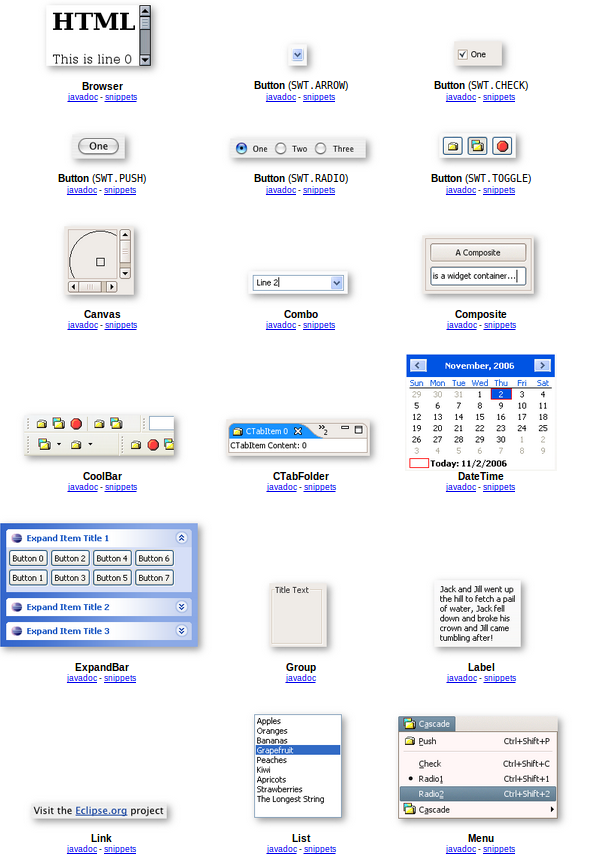 HTML
This is line 0
One
Browser
Button (SWT.ARROW)
Button (SWT.CHECK)
javadoc - snippets
javadoc - snippets
javadoc - snippets
One
One Two Three
Button (SWT.PUSH)
Button (SWT.RADIO)
Button (SWT.TOGGLE)
javadoc - snippets
javadoc - snippets
javadoc - snippets
Line 2
A Composite
is a widget container...
Canvas
Combo
Composite
javadoc - snippets
javadoc - snippets
javadoc - snippets
CTabItem 0
2
CTabItem Content: 0
November, 2006
Sun Mon Tue Wed Thu Fri Sat
29 30 31 1 2 3 4
5 6 7 8 9 10 11
12 13 14 15 16 17 18
19 20 21 22 23 24 25
26 27 28 29 30 1 2
3 4 5 6 7 8 9
Today: 11/2/2006
CoolBar
CTabFolder
DateTime
javadoc - snippets
javadoc - snippets
javadoc - snippets
Expand Item Title 1
Button 0 Button 2 Button 4 Button 6
Button 1 Button 3 Button 5 Button 7
Expand Item Title 2
Expand Item Title 3
Title Text
Jack and Jill went up
the hill to fetch a pail
of water, Jack fell
down and broke his
crown and Jill came
tumbling after!
ExpandBar
Group
Label
javadoc - snippets
javadoc
javadoc - snippets
Visit the Eclipse.org project
Apples
Oranges
Bananas
Grapefruit
Peaches
Kiwi
Apricots
Strawberries
The Longest String
Cascade
Push Ctrl+Shift+P
Check Ctrl+Shift+C
Radio1 Ctrl+Shift+1
Radio2 Ctrl+Shift+2
Cascade
Link
List
Menu
javadoc - snippets
javadoc - snippets
javadoc - snippets